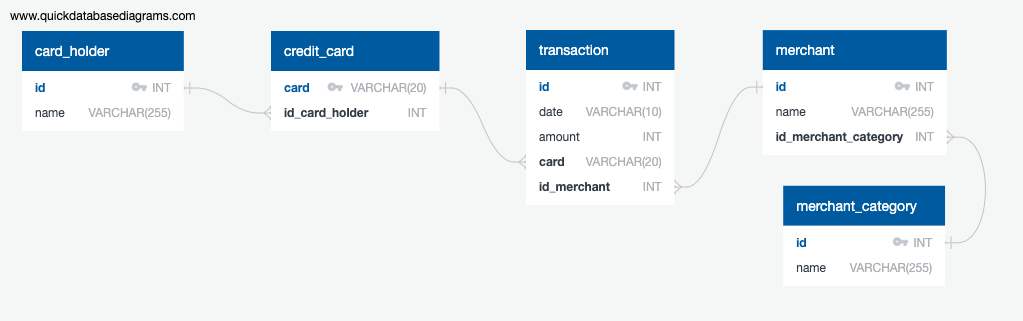 www.quickdatabasediagrams.com
card_holder
id INT
name VARCHAR(255)
credit_card
card VARCHAR(20)
id_card_holder INT
transaction
id INT
date VARCHAR(10)
amount INT
card VARCHAR(20)
id_merchant INT
merchant
id INT
name VARCHAR(255)
id_merchant_category INT
merchant_category
id INT
name VARCHAR(255)